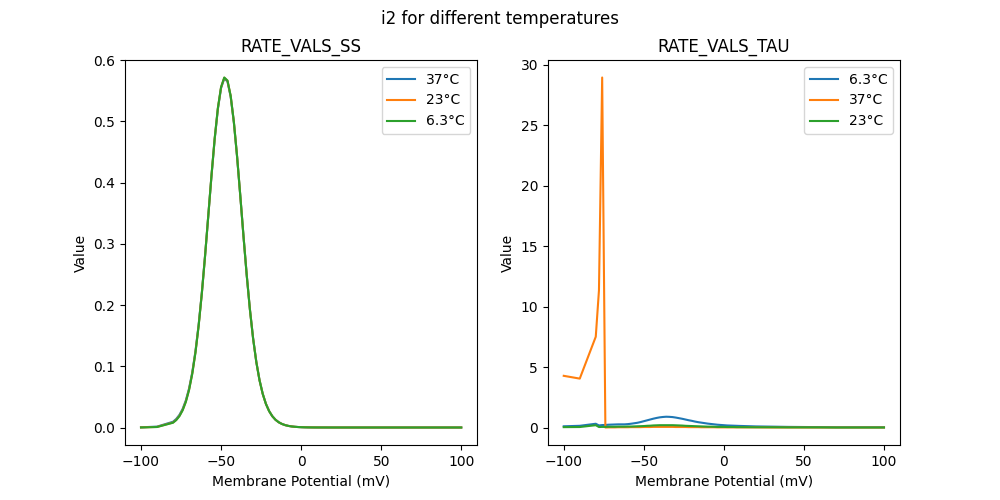 i2 for different temperatures
RATE_VALS_SS
RATE_VALS_TAU
0.6
0.5
0.4
0.3
0.2
0.1
0.0
Value
37°C
23°C
6.3°C
−100
−50
0
50
100
Membrane Potential (mV)
30
25
20
15
10
5
0
Value
6.3°C
37°C
23°C
−100
−50
0
50
100
Membrane Potential (mV)